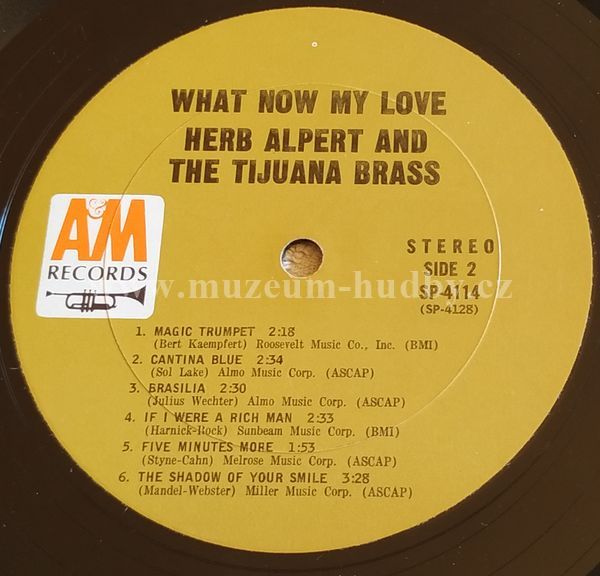 WHAT NOW MY LOVE
HERB ALPERT AND
THE TIJUANA BRASS
A&M
RECORDS
STEREO
SIDE 2
SP-4114
(SP-4128)
www.muzeum-hudby.cz
1. MAGIC TRUMPET 2:18
(Bert Kaempfert) Roosevelt Music Co., Inc. (BMI)
2. CANTINA BLUE 2:34
(Sol Lake) Almo Music Corp. (ASCAP)
3. BRASILIA 2:30
(Julius Wechter) Almo Music Corp. (ASCAP)
4. IF I WERE A RICH MAN 2:33
(Harnick-Rock) Sunbeam Music Corp. (BMI)
5. FIVE MINUTES MORE 1:53
(Styne-Cahn) Melrose Music Corp. (ASCAP)
6. THE SHADOW OF YOUR SMILE 3:28
(Mandel-Webster) Miller Music Corp. (ASCAP)